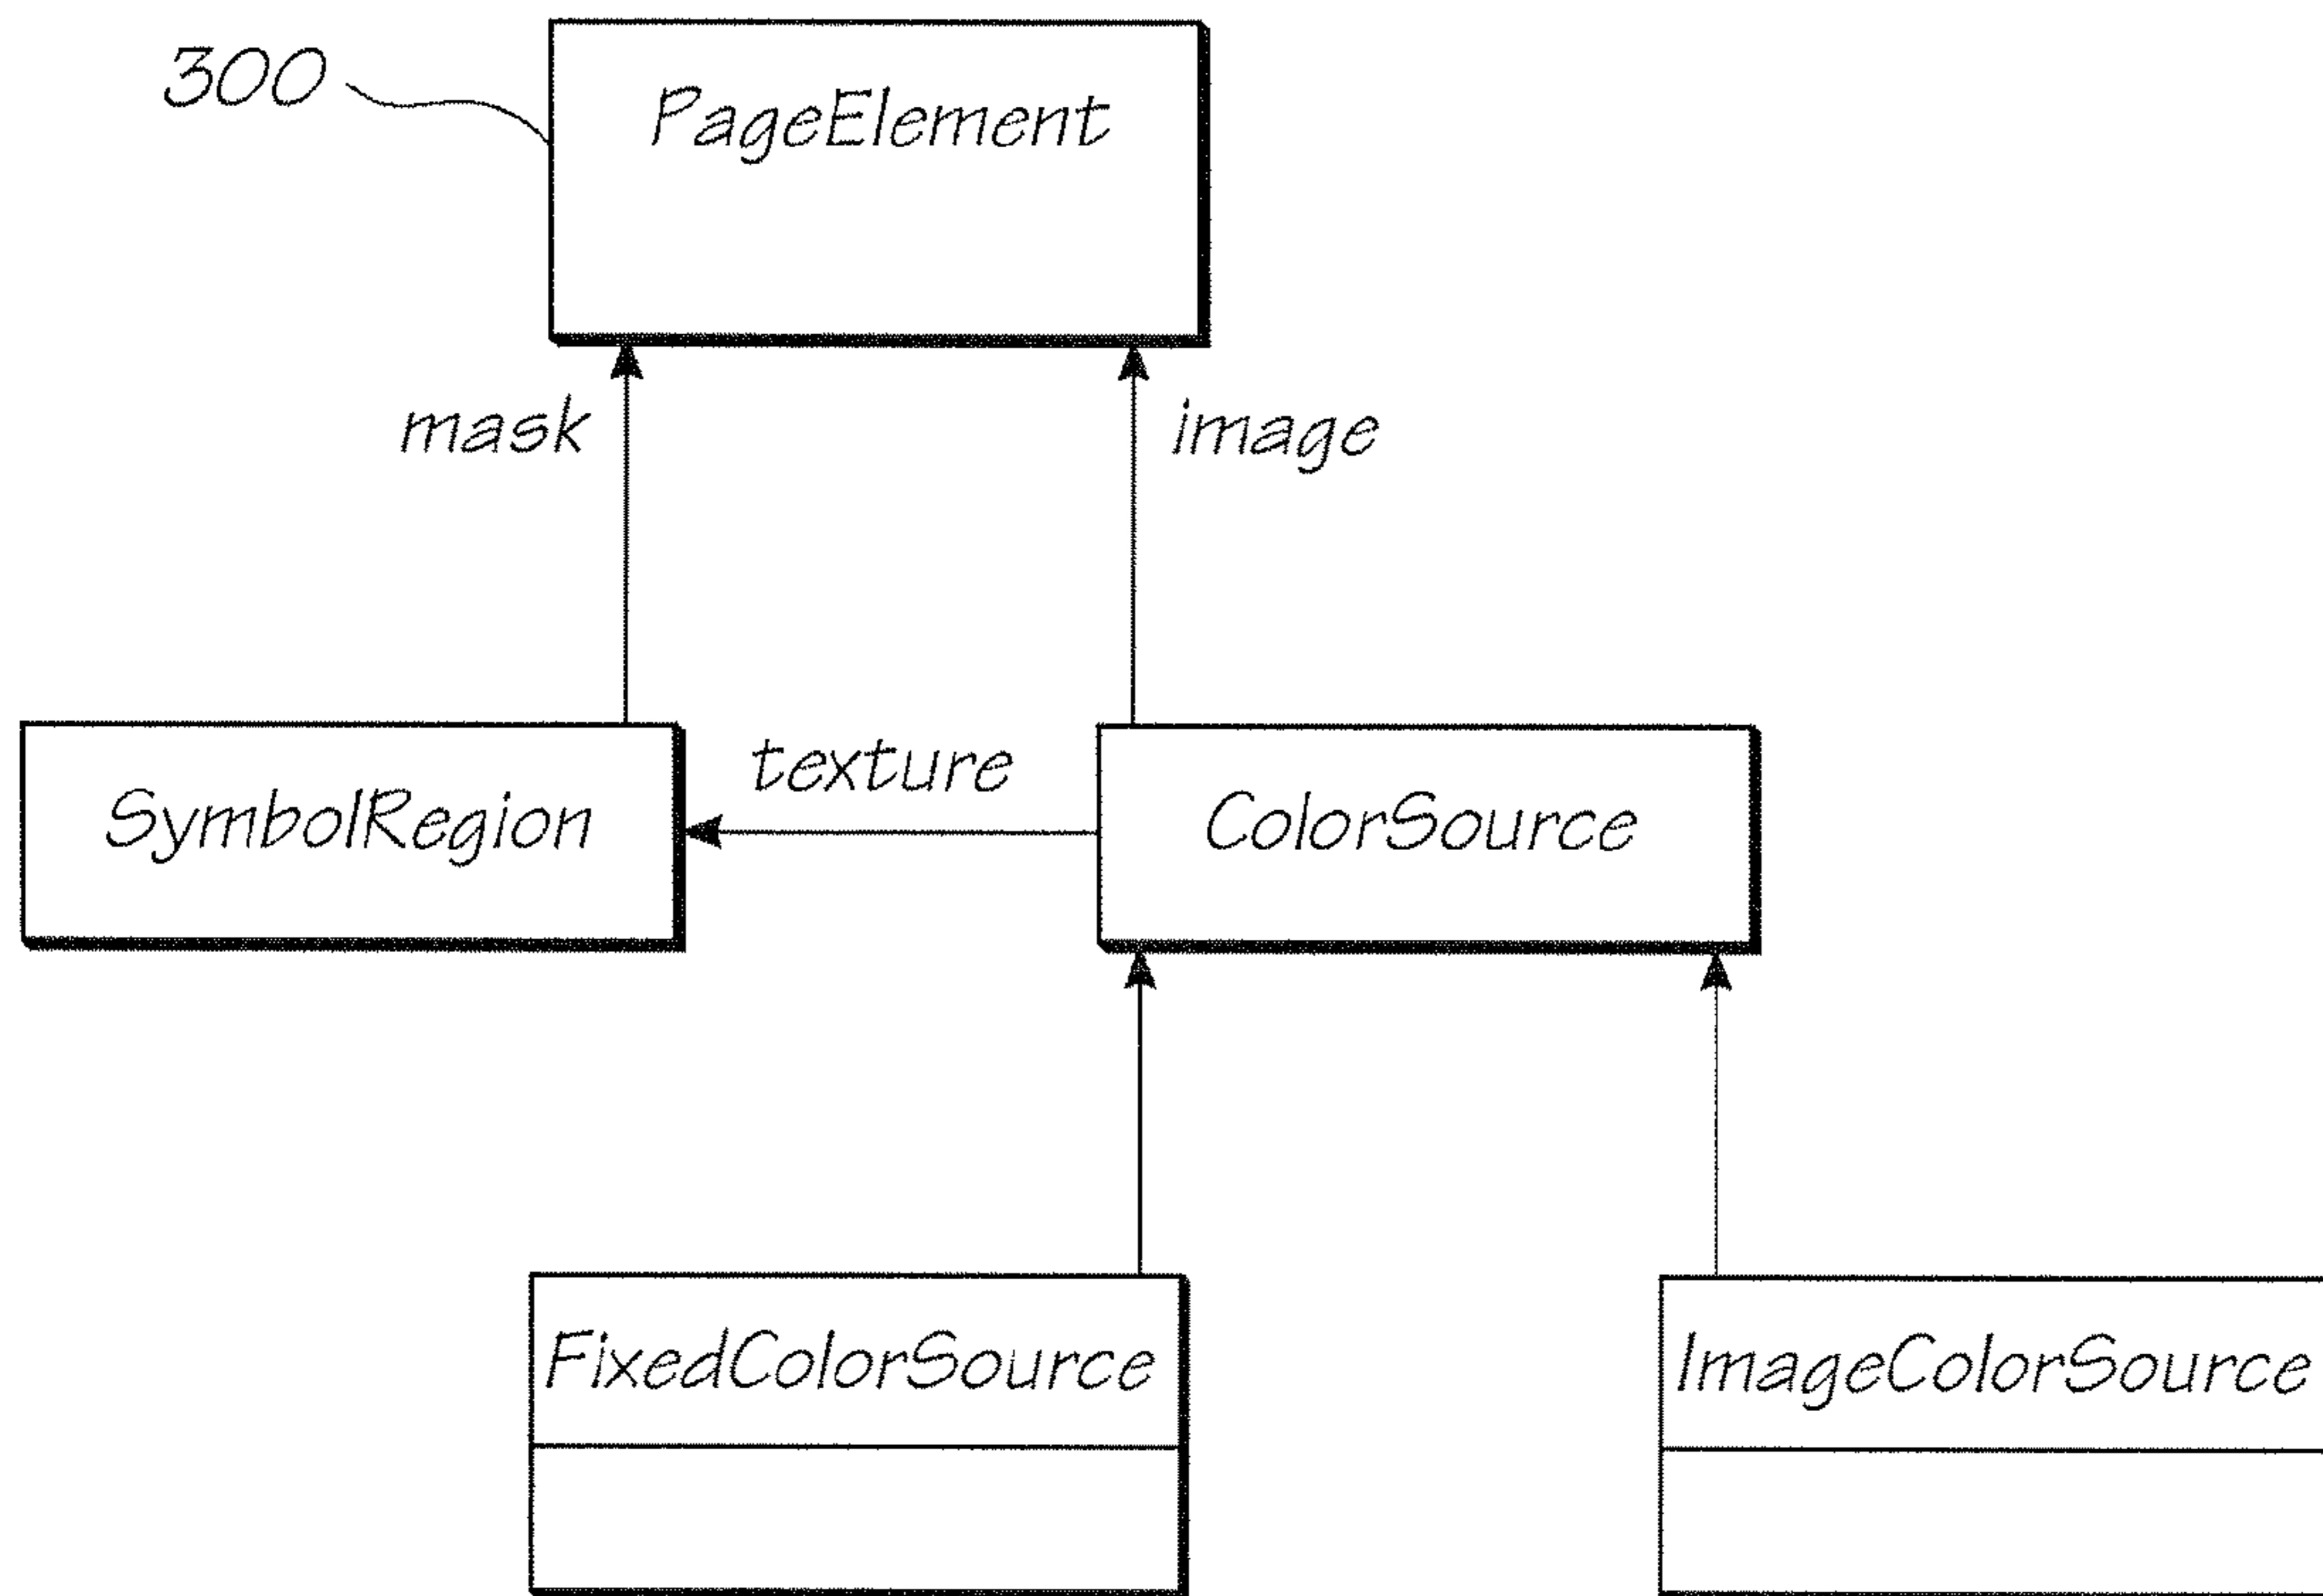 300
PageElement
mask
image
SymbolRegion
texture
ColorSource
FixedColorSource
ImageColorSource